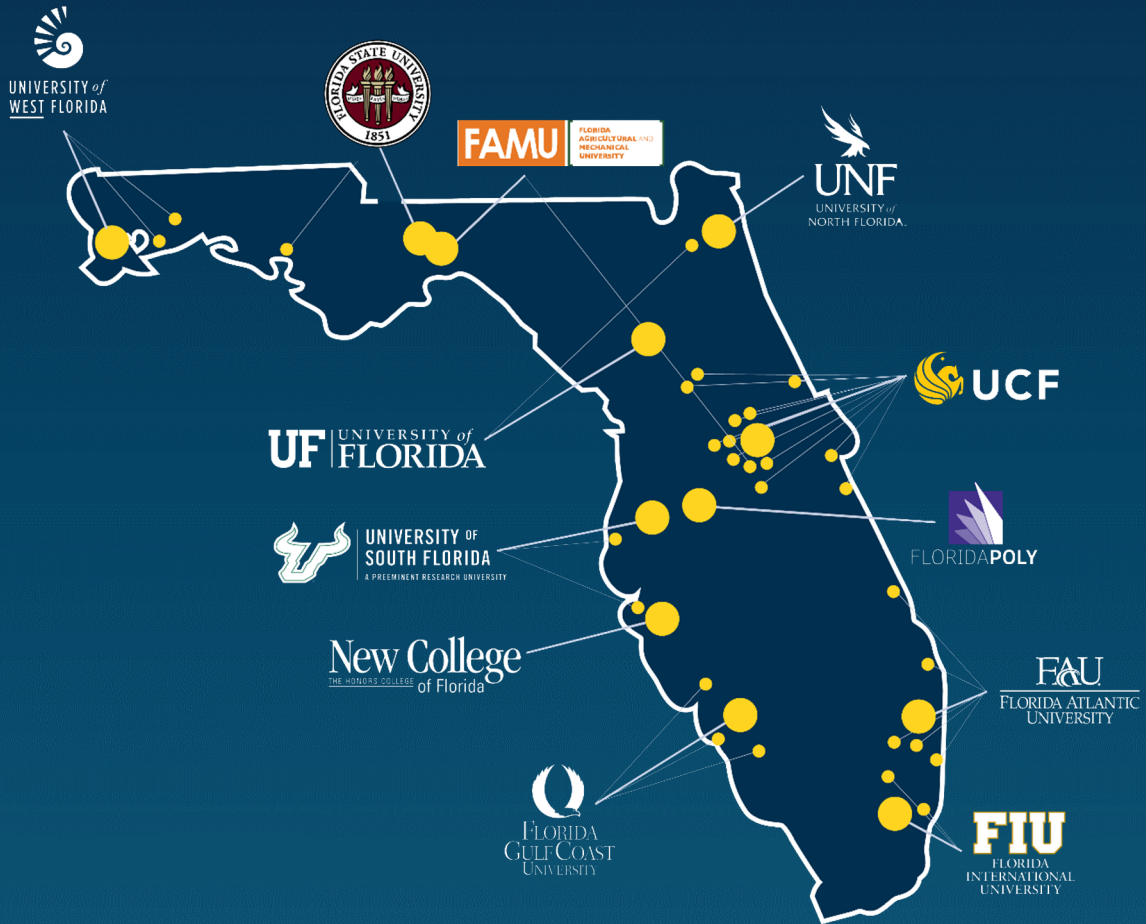 UNIVERSITY of
WEST FLORIDA
FLORIDA STATE UNIVERSITY
1851
FAMU
FLORIDA
AGRICULTURAL AND
MECHANICAL
UNIVERSITY
UNF
UNIVERSITY of
NORTH FLORIDA.
UCF
UF
UNIVERSITY of
FLORIDA
UNIVERSITY OF
SOUTH FLORIDA
A PREEMINENT RESEARCH UNIVERSITY
FLORIDAPOLY
New College
THE HONORS COLLEGE
of Florida
FAU
FLORIDA ATLANTIC
UNIVERSITY
FLORIDA
GULF COAST
UNIVERSITY
FIU
FLORIDA
INTERNATIONAL
UNIVERSITY